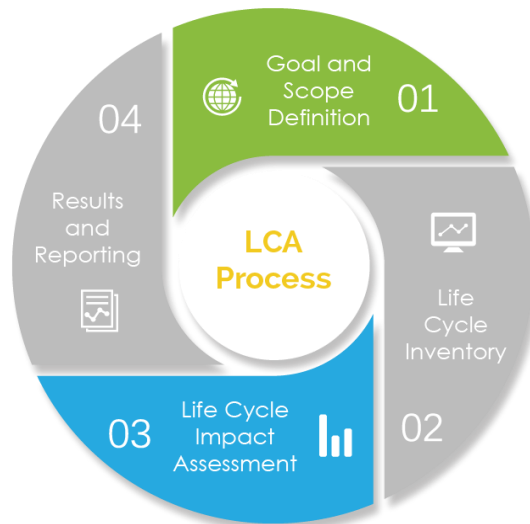 Goal and
Scope
Definition
01
Life
Cycle
Inventory
02
Life Cycle
Impact
Assessment
03
Results
and
Reporting
04
LCA
Process